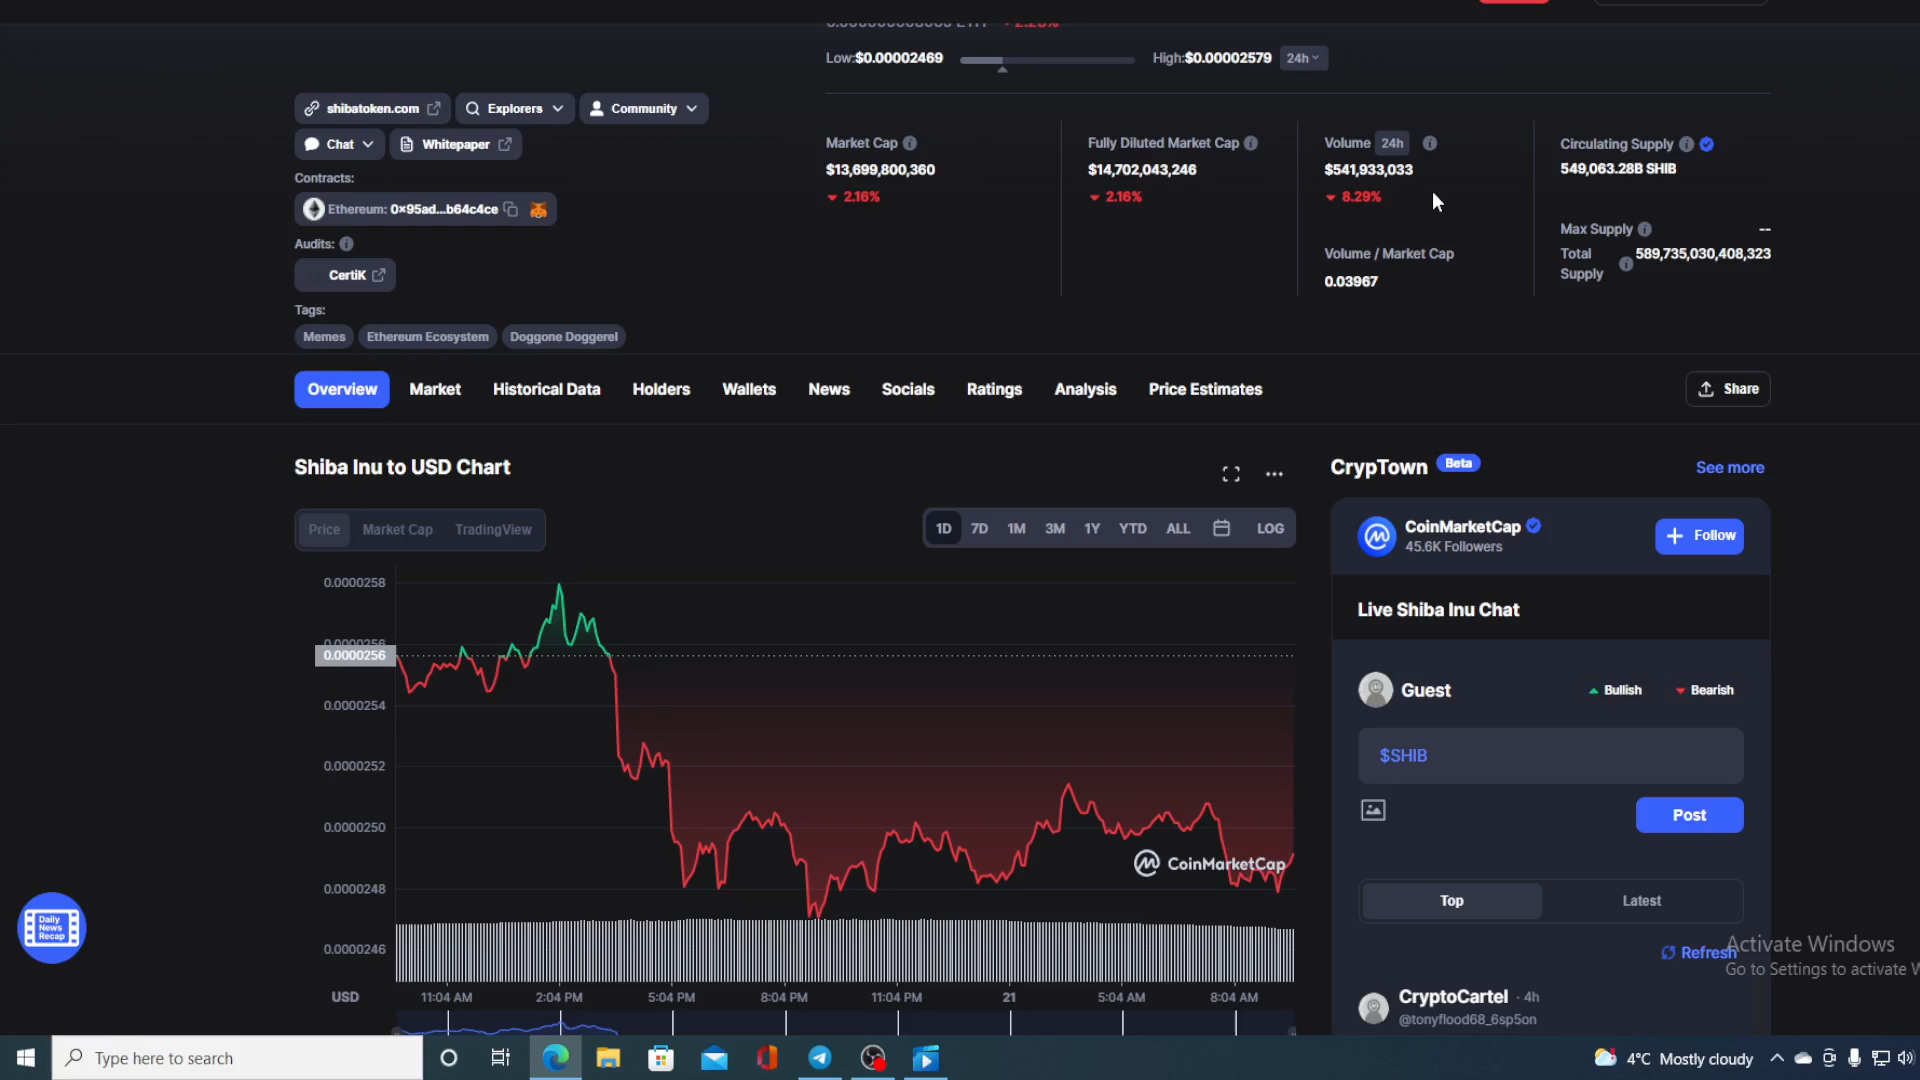 Low:$0.00002469
High:$0.00002579
24h
shibatoken.com
Explorers
Community
Chat
Whitepaper
Contracts:
Ethereum: 0x95ad...b64c4ce
Audits:
CertiK
Tags:
Memes
Ethereum Ecosystem
Doggone Doggerel
Market Cap
$13,699,800,360
2.16%
Fully Diluted Market Cap
$14,702,043,246
2.16%
Volume 24h
$541,933,033
8.29%
Volume / Market Cap
0.03967
Circulating Supply
549,063.28B SHIB
Max Supply --
Total Supply 589,735,030,408,323
Overview
Market
Historical Data
Holders
Wallets
News
Socials
Ratings
Analysis
Price Estimates
Share
Shiba Inu to USD Chart
Price
Market Cap
TradingView
1D
7D
1M
3M
1Y
YTD
ALL
LOG
0.0000258
0.0000256
0.0000256
0.0000254
0.0000252
0.0000250
0.0000248
0.0000246
CoinMarketCap
USD
11:04 AM
2:04 PM
5:04 PM
8:04 PM
11:04 PM
21
5:04 AM
8:04 AM
CrypTown Beta
See more
CoinMarketCap
45.6K Followers
Follow
Live Shiba Inu Chat
Guest
Bullish
Bearish
$SHIB
Post
Top
Latest
Refresh
CryptoCartel · 4h
@tonyflood68_6sp5on
Daily
News
Recap
Activate Windows
Go to Settings to activate W
Type here to search
4°C Mostly cloudy